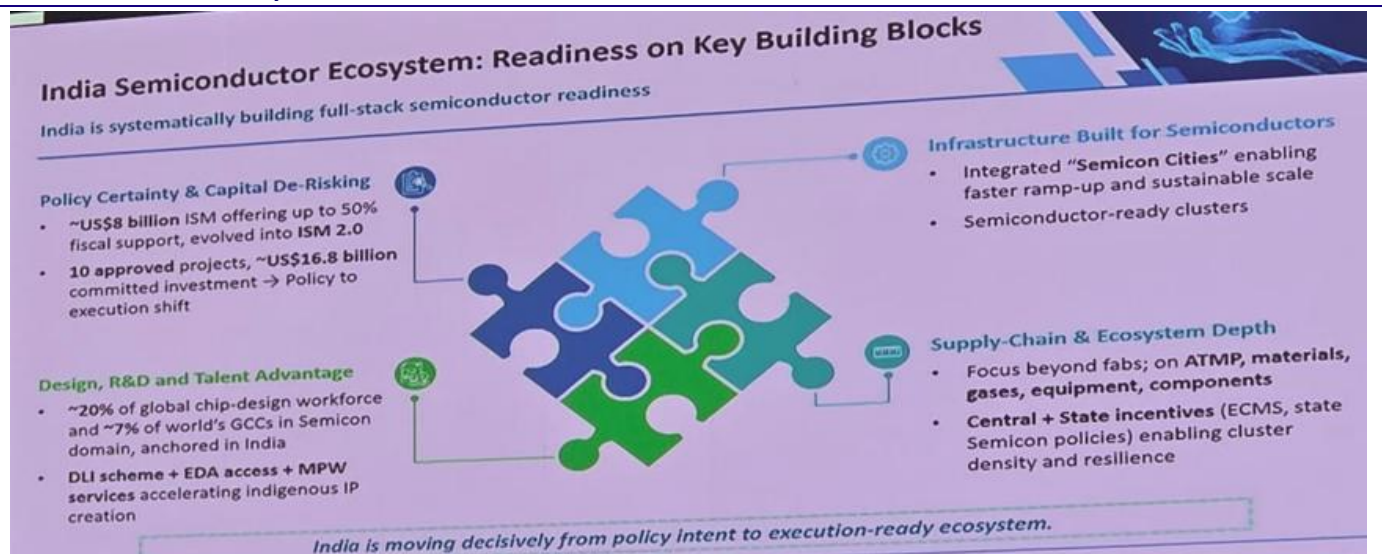 India Semiconductor Ecosystem: Readiness on Key Building Blocks
India is systematically building full-stack semiconductor readiness
Policy Certainty & Capital De-Risking
• ~US$8 billion ISM offering up to 50%
fiscal support, evolved into ISM 2.0
• 10 approved projects, ~US$16.8 billion
committed investment → Policy to
execution shift
Design, R&D and Talent Advantage
• ~20% of global chip-design workforce
and ~7% of world's GCCs in Semicon
domain, anchored in India
• DLI scheme + EDA access + MPW
services accelerating indigenous IP
creation
Infrastructure Built for Semiconductors
• Integrated “Semicon Cities” enabling
faster ramp-up and sustainable scale
• Semiconductor-ready clusters
Supply-Chain & Ecosystem Depth
• Focus beyond fabs; on ATMP, materials,
gases, equipment, components
• Central + State incentives (ECMS, state
Semicon policies) enabling cluster
density and resilience
India is moving decisively from policy intent to execution-ready ecosystem.